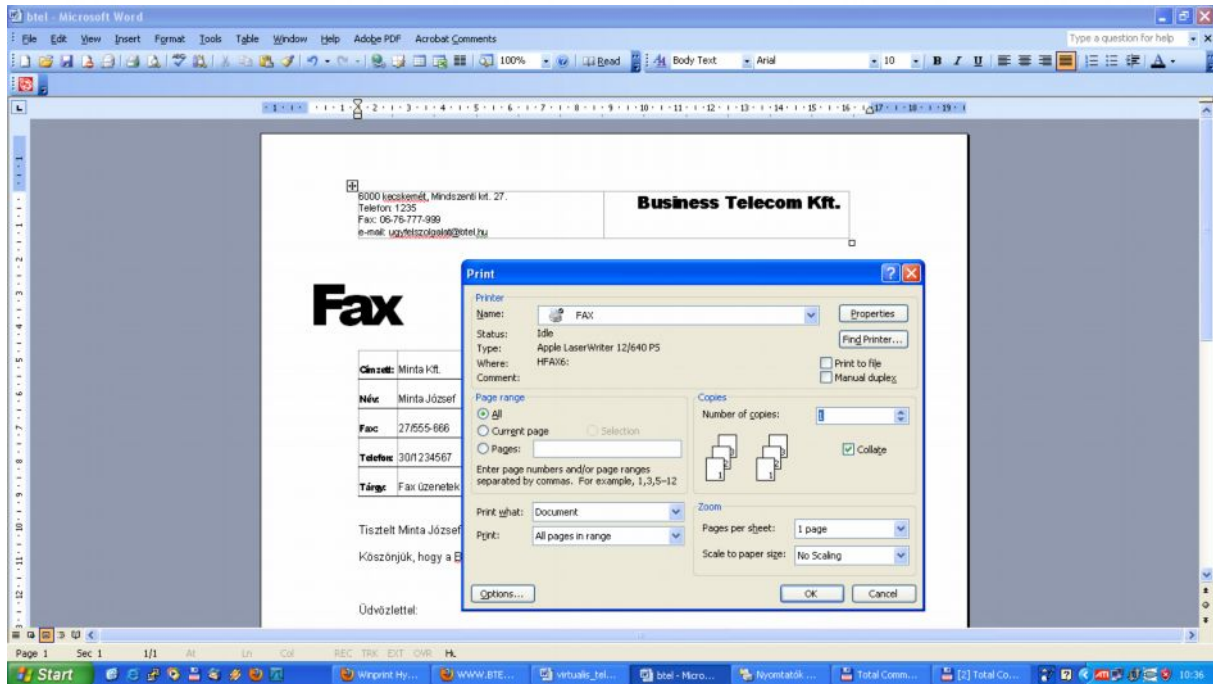 btel - Microsoft Word
File Edit View Insert Format Tools Table Window Help Adobe PDF Acrobat Comments
Type a question for help
100% Read Body Text Arial 10 B I U
6000 kecskemét, Mindszenti krt. 27.
Telefon: 1235
Fax: 06-76-777-999
e-mail: ugyfelszolgalat@btel.hu
Business Telecom Kft.
Fax
Címzett: Minta Kft.
Név: Minta József
Fax: 27/555-666
Telefon: 30/1234567
Tárgy: Fax üzenetek
Tisztelt Minta József
Köszönjük, hogy a B
Üdvözlettel:
Print
Printer
Name: FAX
Properties
Status: Idle
Find Printer...
Type: Apple LaserWriter 12/640 PS
Where: HFAX6:
Print to file
Comment:
Manual duplex
Page range
All
Current page Selection
Pages:
Enter page numbers and/or page ranges
separated by commas. For example, 1,3,5–12
Copies
Number of copies: 1
Collate
Print what: Document
Print: All pages in range
Zoom
Pages per sheet: 1 page
Scale to paper size: No Scaling
Options...
OK Cancel
Page 1 Sec 1 1/1 At Ln Col REC TRK EXT OVR
Start Winprint Hy... WWW.BTE... virtualis_tel... btel - Micro... Nyomtatók ... Total Comm... [2] Total Co... 10:36